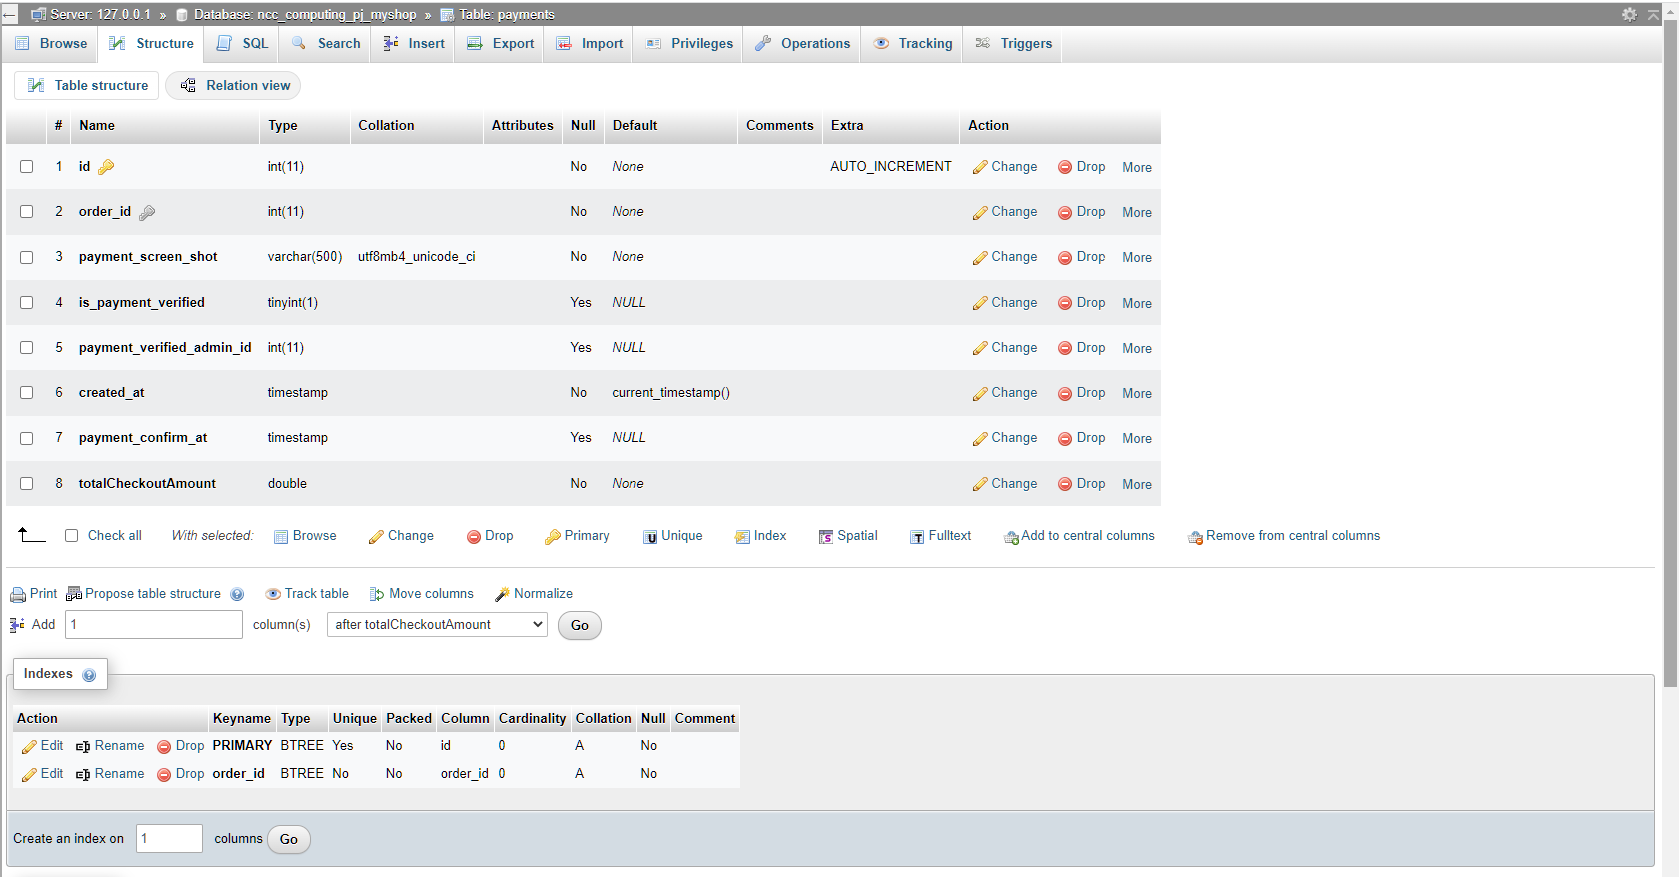 ← Server: 127.0.0.1 » Database: ncc_computing_pj_myshop » Table: payments
Browse Structure SQL Search Insert Export Import Privileges Operations Tracking Triggers
Table structure Relation view
# Name Type Collation Attributes Null Default Comments Extra Action
1 id int(11) No None AUTO_INCREMENT Change Drop More
2 order_id int(11) No None Change Drop More
3 payment_screen_shot varchar(500) utf8mb4_unicode_ci No None Change Drop More
4 is_payment_verified tinyint(1) Yes NULL Change Drop More
5 payment_verified_admin_id int(11) Yes NULL Change Drop More
6 created_at timestamp No current_timestamp() Change Drop More
7 payment_confirm_at timestamp Yes NULL Change Drop More
8 totalCheckoutAmount double No None Change Drop More
Check all With selected: Browse Change Drop Primary Unique Index Spatial Fulltext Add to central columns Remove from central columns
Print Propose table structure Track table Move columns Normalize
Add 1 column(s) after totalCheckoutAmount Go
Indexes
Action Keyname Type Unique Packed Column Cardinality Collation Null Comment
Edit Rename Drop PRIMARY BTREE Yes No id 0 A No
Edit Rename Drop order_id BTREE No No order_id 0 A No
Create an index on 1 columns Go